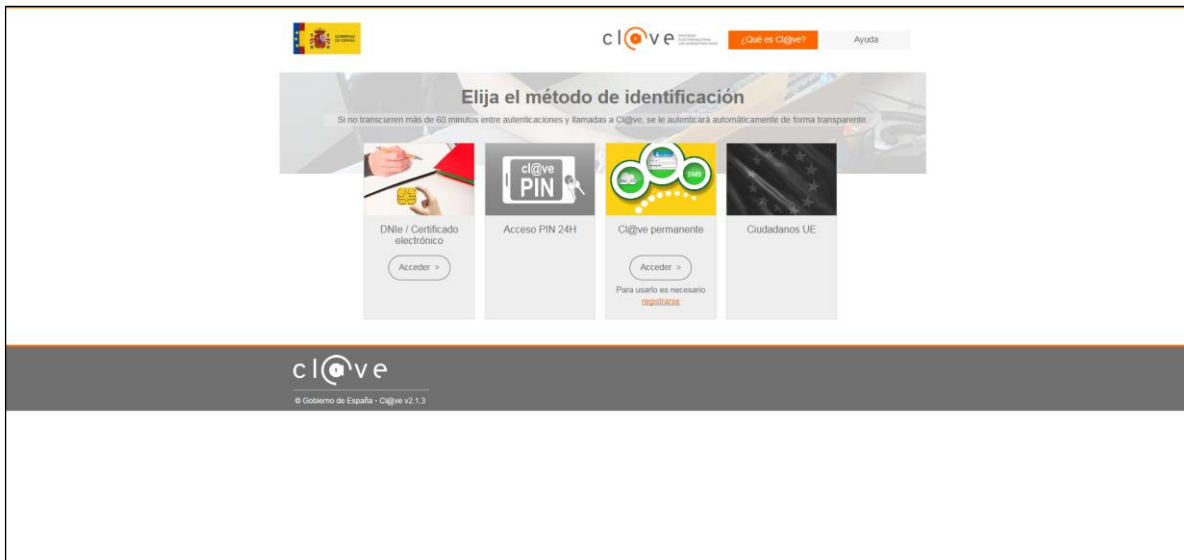 GOBIERNO
DE ESPAÑA
cl@ve
¿Qué es Cl@ve?
Ayuda
Elija el método de identificación
Si no transcurren más de 60 minutos entre autenticaciones y llamadas a Cl@ve, se le autenticará automáticamente de forma transparente.
cl@ve
PIN
SMS
DNIe / Certificado
electrónico
Acceso PIN 24H
Cl@ve permanente
Ciudadanos UE
Acceder >
Acceder >
Para usarlo es necesario
registrarse
cl@ve
© Gobierno de España - Cl@ve v2.1.3